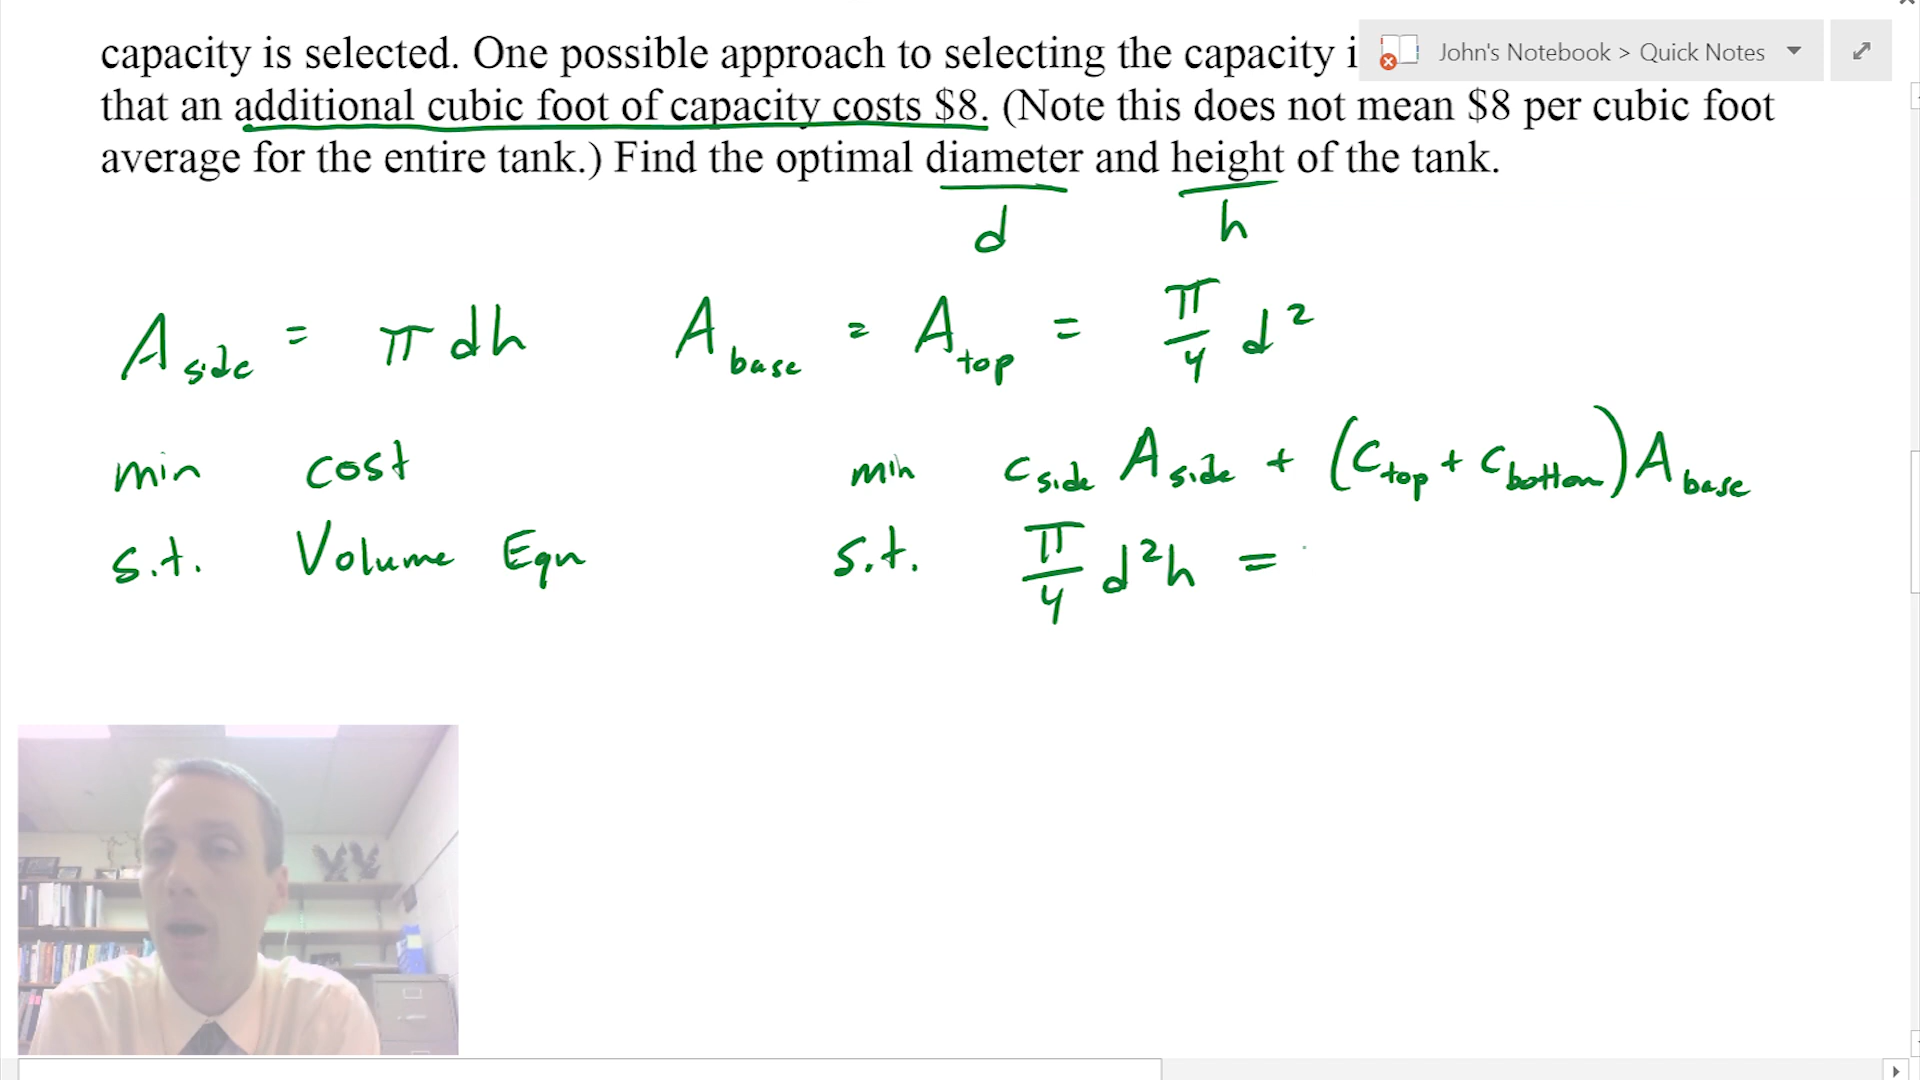 capacity is selected. One possible approach to selecting the capacity i
John's Notebook > Quick Notes
that an additional cubic foot of capacity costs $8. (Note this does not mean $8 per cubic foot
average for the entire tank.) Find the optimal diameter and height of the tank.
d h
A side = π d h A base = A top = π/4 d²
min cost min c side A side + (c top + c bottom) A base
s.t. Volume Eqn s.t. π/4 d²h =